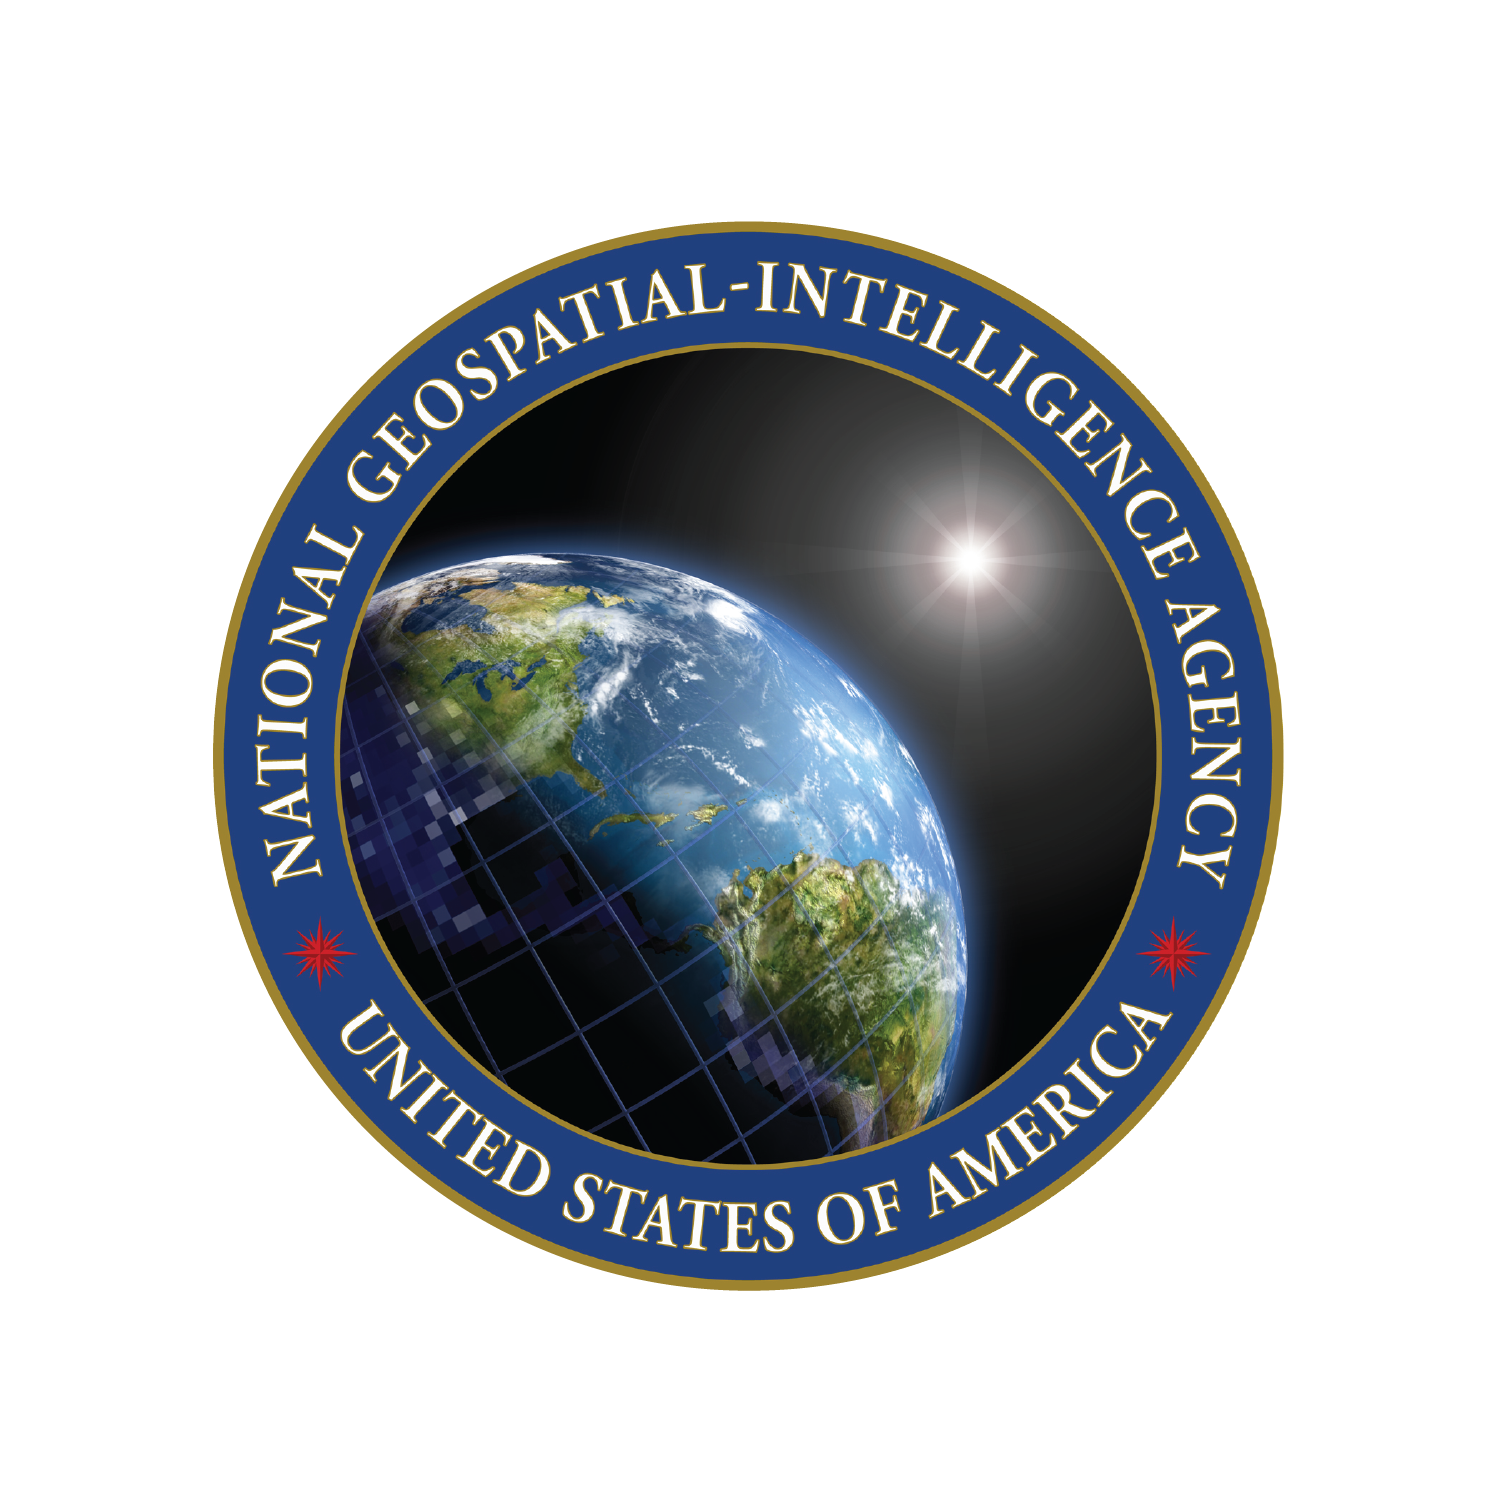 NATIONAL GEOSPATIAL-INTELLIGENCE AGENCY
UNITED STATES OF AMERICA